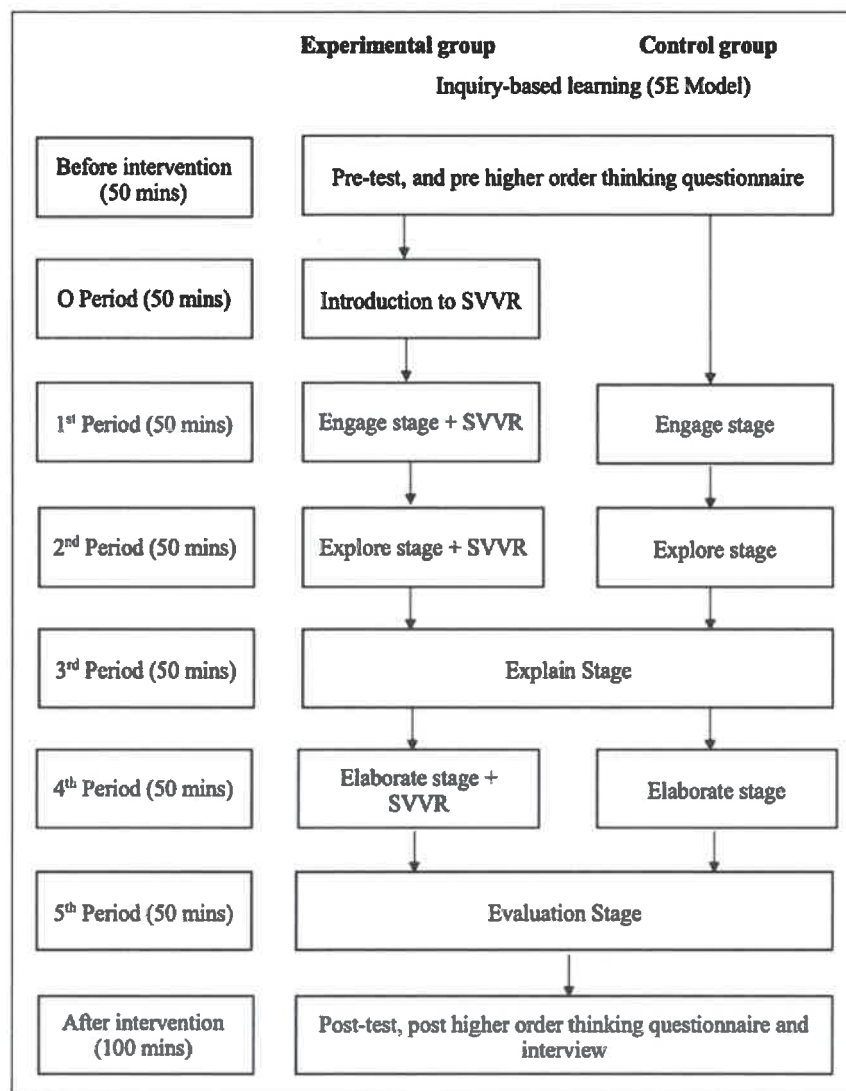 Experimental group Control group
Inquiry-based learning (5E Model)
Before intervention
(50 mins)
Pre-test, and pre higher order thinking questionnaire
O Period (50 mins)
Introduction to SVVR
1st Period (50 mins)
Engage stage + SVVR
Engage stage
2nd Period (50 mins)
Explore stage + SVVR
Explore stage
3rd Period (50 mins)
Explain Stage
4th Period (50 mins)
Elaborate stage +
SVVR
Elaborate stage
5th Period (50 mins)
Evaluation Stage
After intervention
(100 mins)
Post-test, post higher order thinking questionnaire and
interview